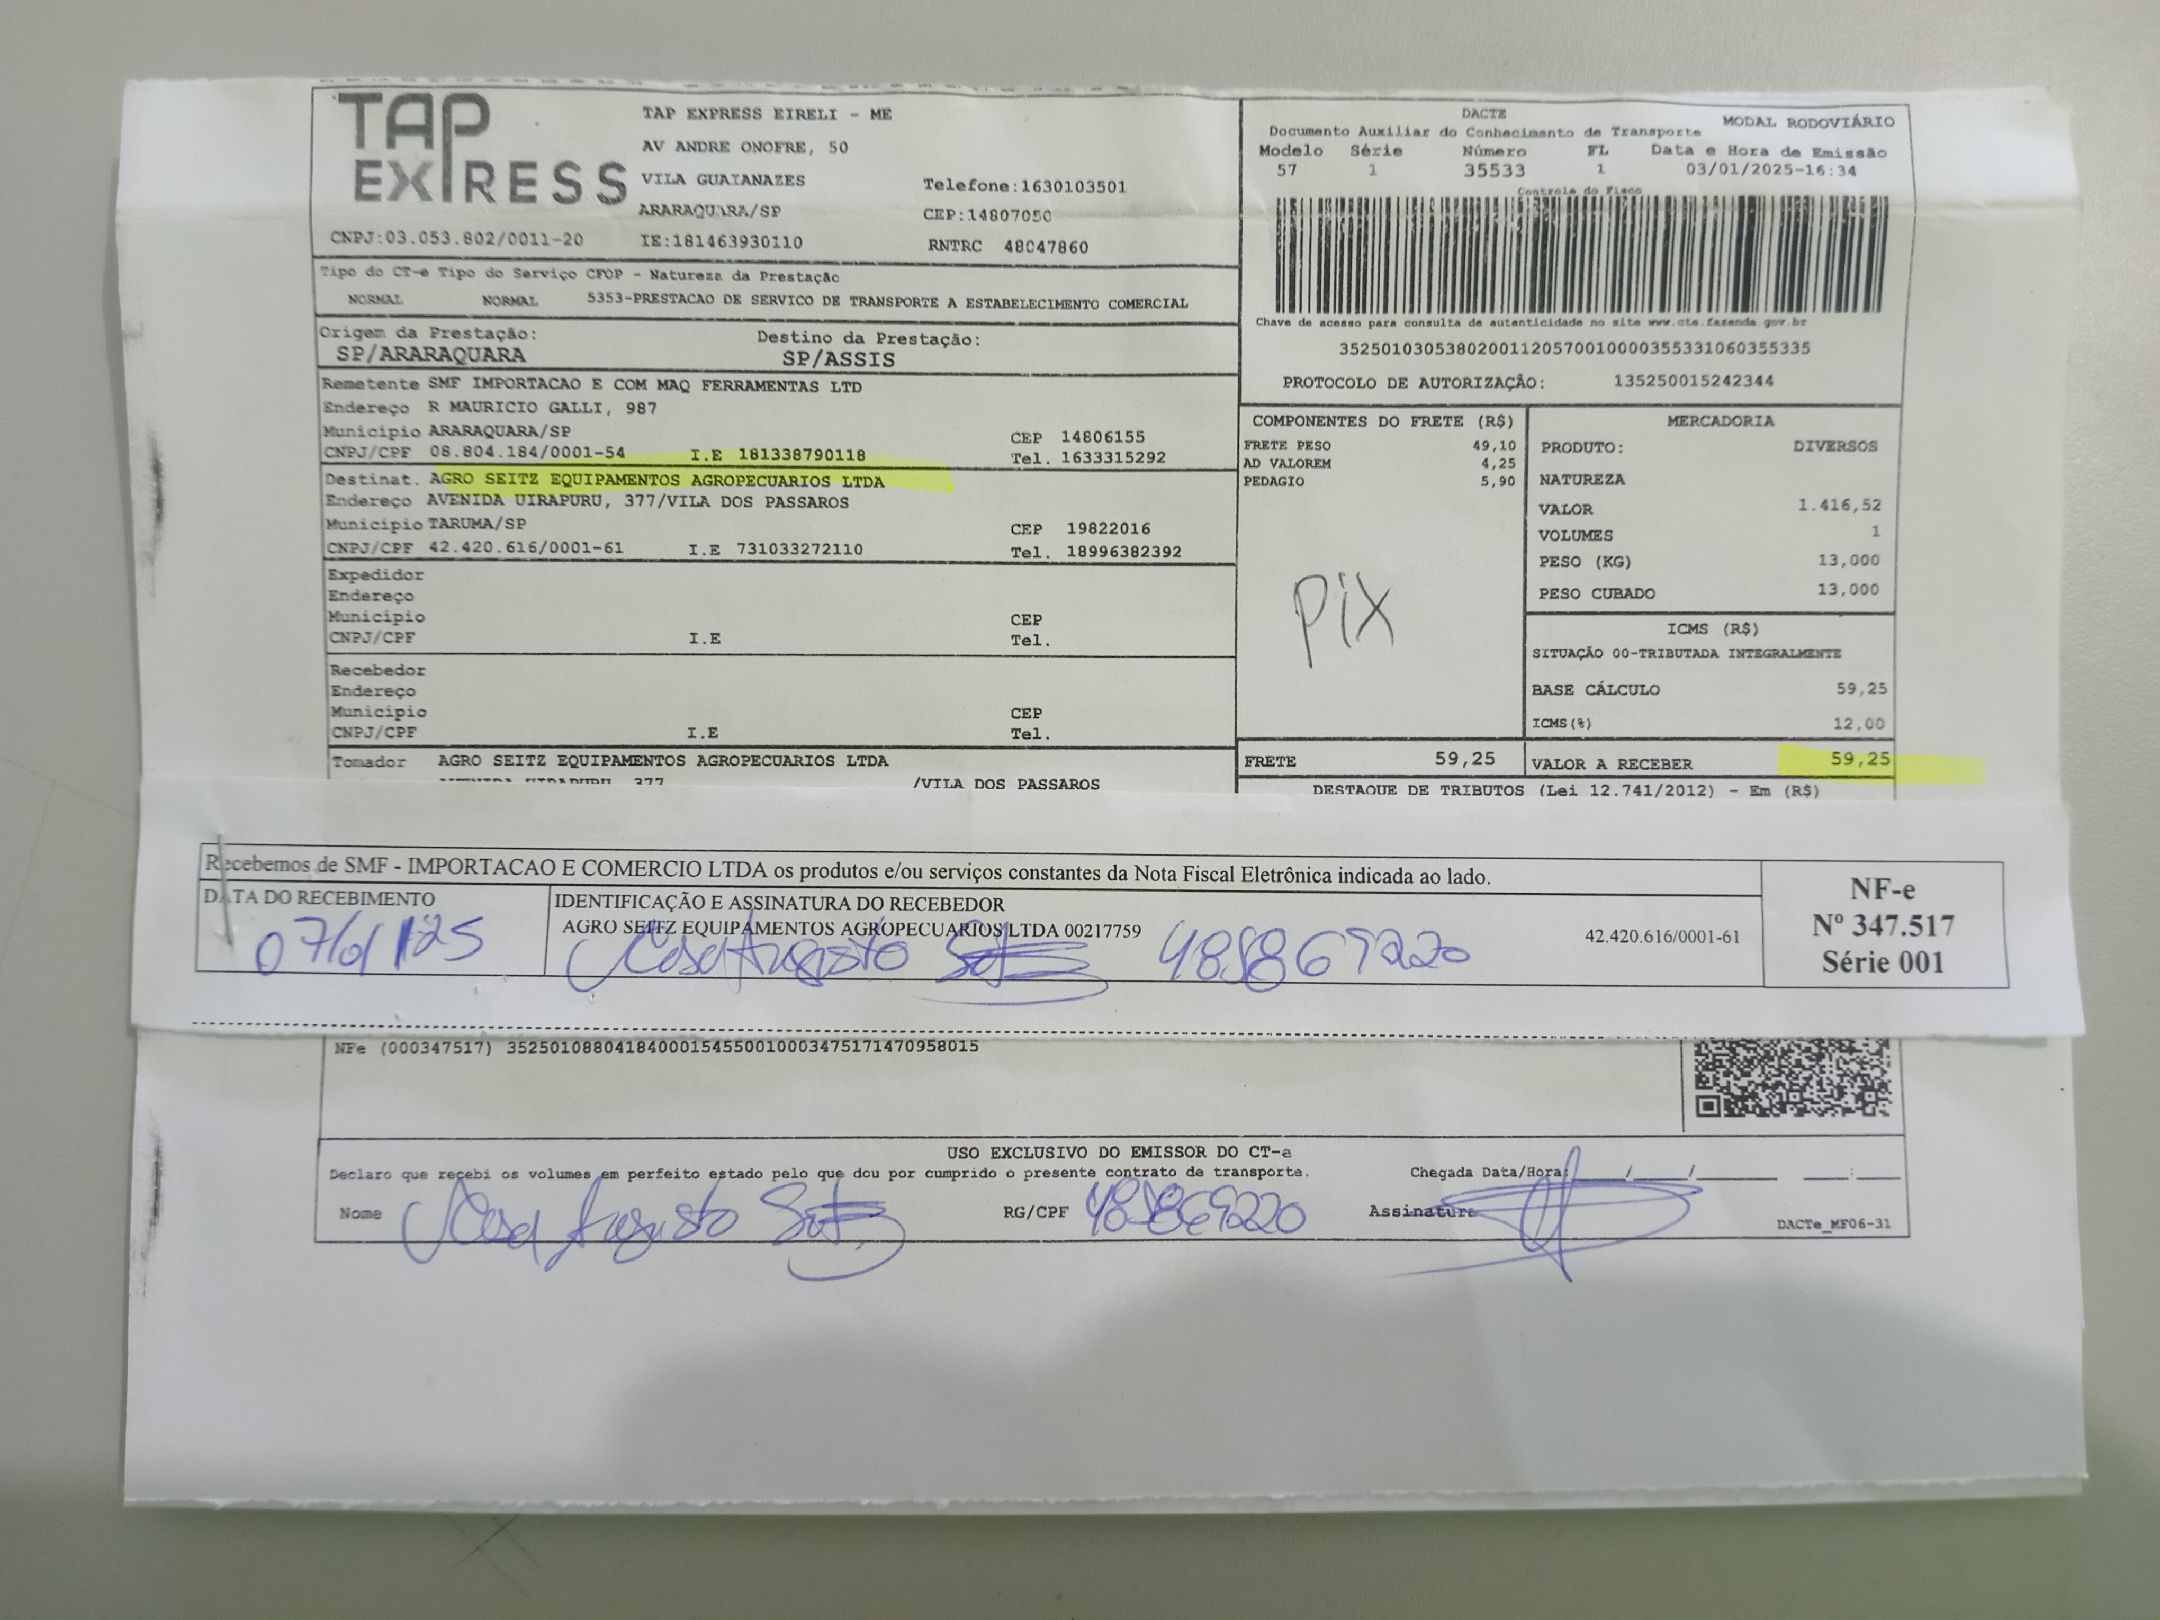 TAP EXPRESS
TAP EXPRESS EIRELI - ME
AV ANDRE ONOFRE, 50
VILA GUAIANAZES
Telefone:1630103501
ARARAQUARA/SP
CEP:14807050
CNPJ:03.053.802/0011-20
IE:181463930110
RNTRC 48047860
DACTE
MODAL RODOVIÁRIO
Documento Auxiliar do Conhecimento de Transporte
Modelo Série Número FL Data e Hora de Emissão
57 1 35533 1 03/01/2025-16:34
Controle do Fisco
Chave de acesso para consulta de autenticidade no site www.cte.fazenda.gov.br
35250103053802001120570010000355331060355335
PROTOCOLO DE AUTORIZAÇÃO: 135250015242344
Tipo do CT-e Tipo do Serviço CFOP - Natureza da Prestação
NORMAL NORMAL 5353-PRESTACAO DE SERVICO DE TRANSPORTE A ESTABELECIMENTO COMERCIAL
Origem da Prestação: Destino da Prestação:
SP/ARARAQUARA SP/ASSIS
Remetente SMF IMPORTACAO E COM MAQ FERRAMENTAS LTD
Endereço R MAURICIO GALLI, 987
Municipio ARARAQUARA/SP CEP 14806155
CNPJ/CPF 08.804.184/0001-54 I.E 181338790118 Tel. 1633315292
Destinat. AGRO SEITZ EQUIPAMENTOS AGROPECUARIOS LTDA
Endereço AVENIDA UIRAPURU, 377/VILA DOS PASSAROS
Município TARUMA/SP CEP 19822016
CNPJ/CPF 42.420.616/0001-61 I.E 731033272110 Tel. 18996382392
Expedidor
Endereço
Municipio CEP
CNPJ/CPF I.E Tel.
Recebedor
Endereço
Municipio CEP
CNPJ/CPF I.E Tel.
Tomador AGRO SEITZ EQUIPAMENTOS AGROPECUARIOS LTDA
377 /VILA DOS PASSAROS
COMPONENTES DO FRETE (R$)
FRETE PESO 49,10
AD VALOREM 4,25
PEDAGIO 5,90
PIX
FRETE 59,25
MERCADORIA
PRODUTO: DIVERSOS
NATUREZA
VALOR 1.416,52
VOLUMES 1
PESO (KG) 13,000
PESO CUBADO 13,000
ICMS (R$)
SITUAÇÃO 00-TRIBUTADA INTEGRALMENTE
BASE CÁLCULO 59,25
ICMS(%) 12,00
VALOR A RECEBER 59,25
DESTAQUE DE TRIBUTOS (Lei 12.741/2012) - Em (R$)
Recebemos de SMF - IMPORTACAO E COMERCIO LTDA os produtos e/ou serviços constantes da Nota Fiscal Eletrônica indicada ao lado.
DATA DO RECEBIMENTO
07/01/25
IDENTIFICAÇÃO E ASSINATURA DO RECEBEDOR
AGRO SEITZ EQUIPAMENTOS AGROPECUARIOS LTDA 00217759
42.420.616/0001-61
Augusto 485869220
NF-e
Nº 347.517
Série 001
NFe (000347517) 35250108804184000154550010003475171470958015
USO EXCLUSIVO DO EMISSOR DO CT-e
Declaro que recebi os volumes em perfeito estado pelo que dou por cumprido o presente contrato de transporte. Chegada Data/Hora: / / :
Nome Augusto RG/CPF 485869220 Assinatura
DACTe_MF06-31